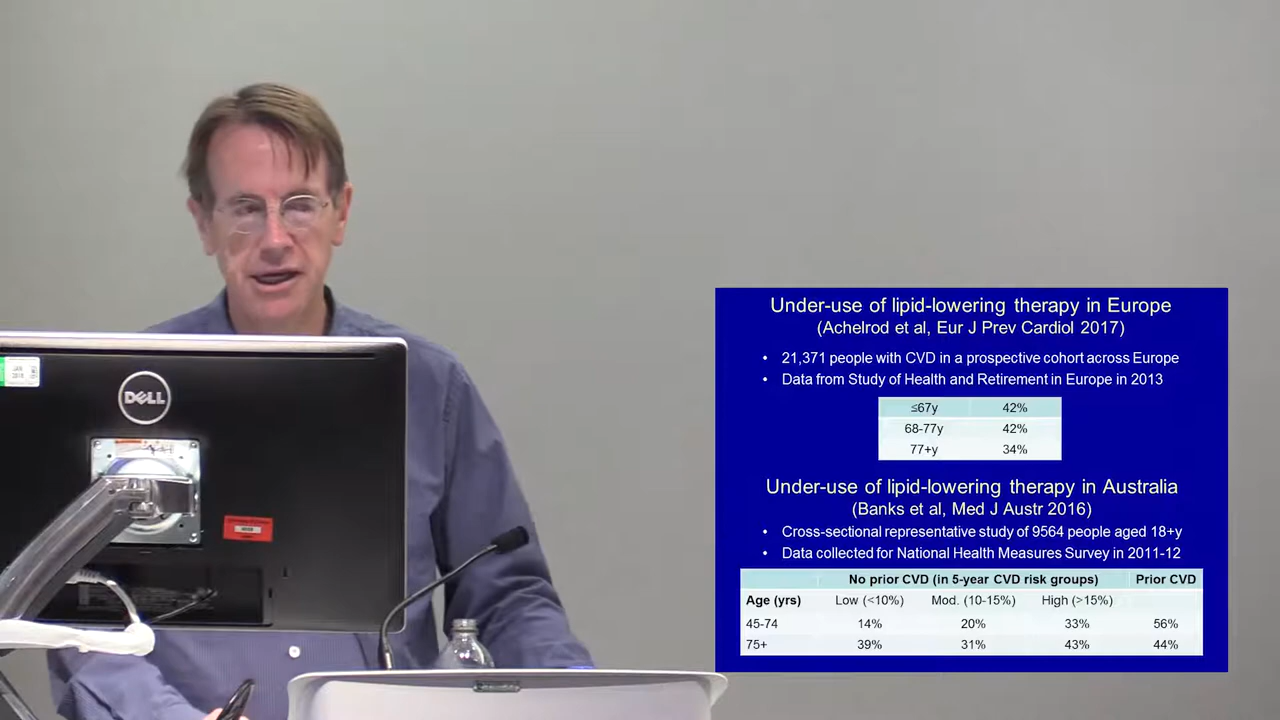 DELL
Under-use of lipid-lowering therapy in Europe
(Achelrod et al, Eur J Prev Cardiol 2017)
• 21,371 people with CVD in a prospective cohort across Europe
• Data from Study of Health and Retirement in Europe in 2013
≤67y 42%
68-77y 42%
77+y 34%
Under-use of lipid-lowering therapy in Australia
(Banks et al, Med J Austr 2016)
• Cross-sectional representative study of 9564 people aged 18+y
• Data collected for National Health Measures Survey in 2011-12
No prior CVD (in 5-year CVD risk groups) Prior CVD
Age (yrs) Low (<10%) Mod. (10-15%) High (>15%)
45-74 14% 20% 33% 56%
75+ 39% 31% 43% 44%